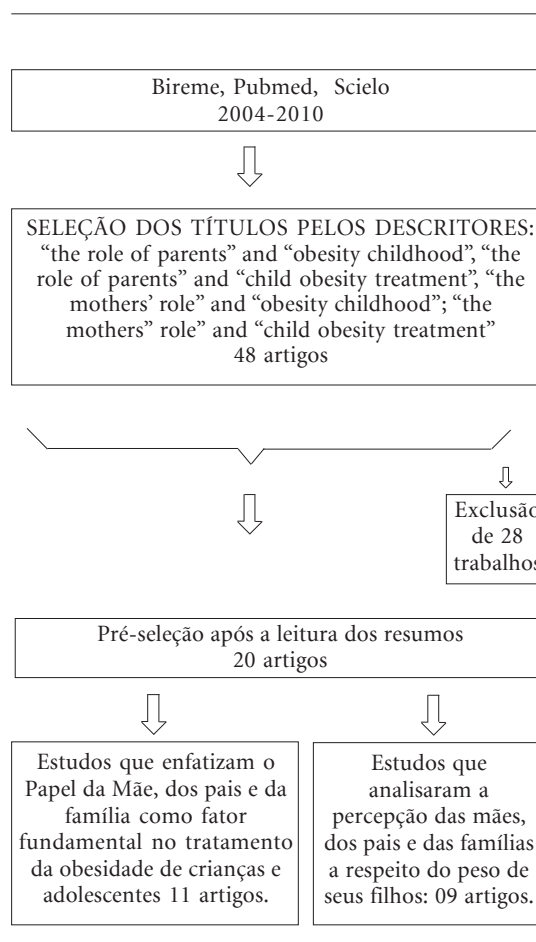 Bireme, Pubmed, Scielo
2004-2010
SELEÇÃO DOS TÍTULOS PELOS DESCRITORES:
“the role of parents” and “obesity childhood”, “the
role of parents” and “child obesity treatment”, “the
mothers’ role” and “obesity childhood”; “the
mothers” role” and “child obesity treatment”
48 artigos
Exclusão
de 28
trabalhos
Pré-seleção após a leitura dos resumos
20 artigos
Estudos que enfatizam o
Papel da Mãe, dos pais e da
família como fator
fundamental no tratamento
da obesidade de crianças e
adolescentes 11 artigos.
Estudos que
analisaram a
percepção das mães,
dos pais e das famílias
a respeito do peso de
seus filhos: 09 artigos.